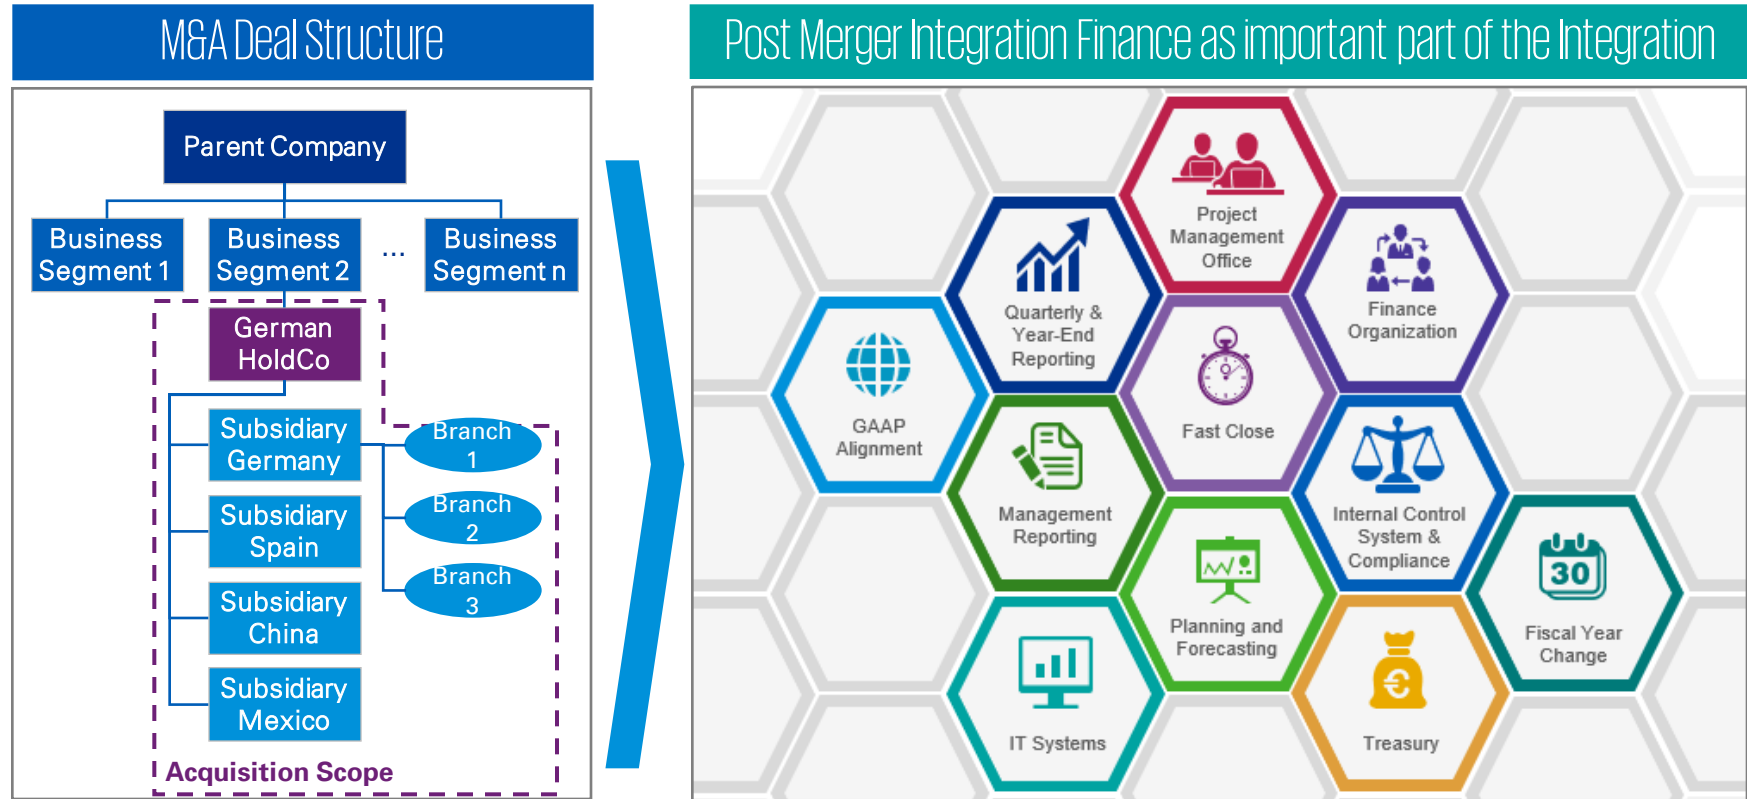 M&A Deal Structure
Parent Company
Business
Segment 1
Business
Segment 2
...
Business
Segment n
German
HoldCo
Subsidiary
Germany
Branch
1
Subsidiary
Spain
Branch
2
Branch
3
Subsidiary
China
Subsidiary
Mexico
Acquisition Scope
Post Merger Integration Finance as important part of the Integration
Project
Management
Office
Quarterly &
Year-End
Reporting
Finance
Organization
GAAP
Alignment
Fast Close
Management
Reporting
Internal Control
System &
Compliance
Planning and
Forecasting
30
Fiscal Year
Change
IT Systems
€
Treasury